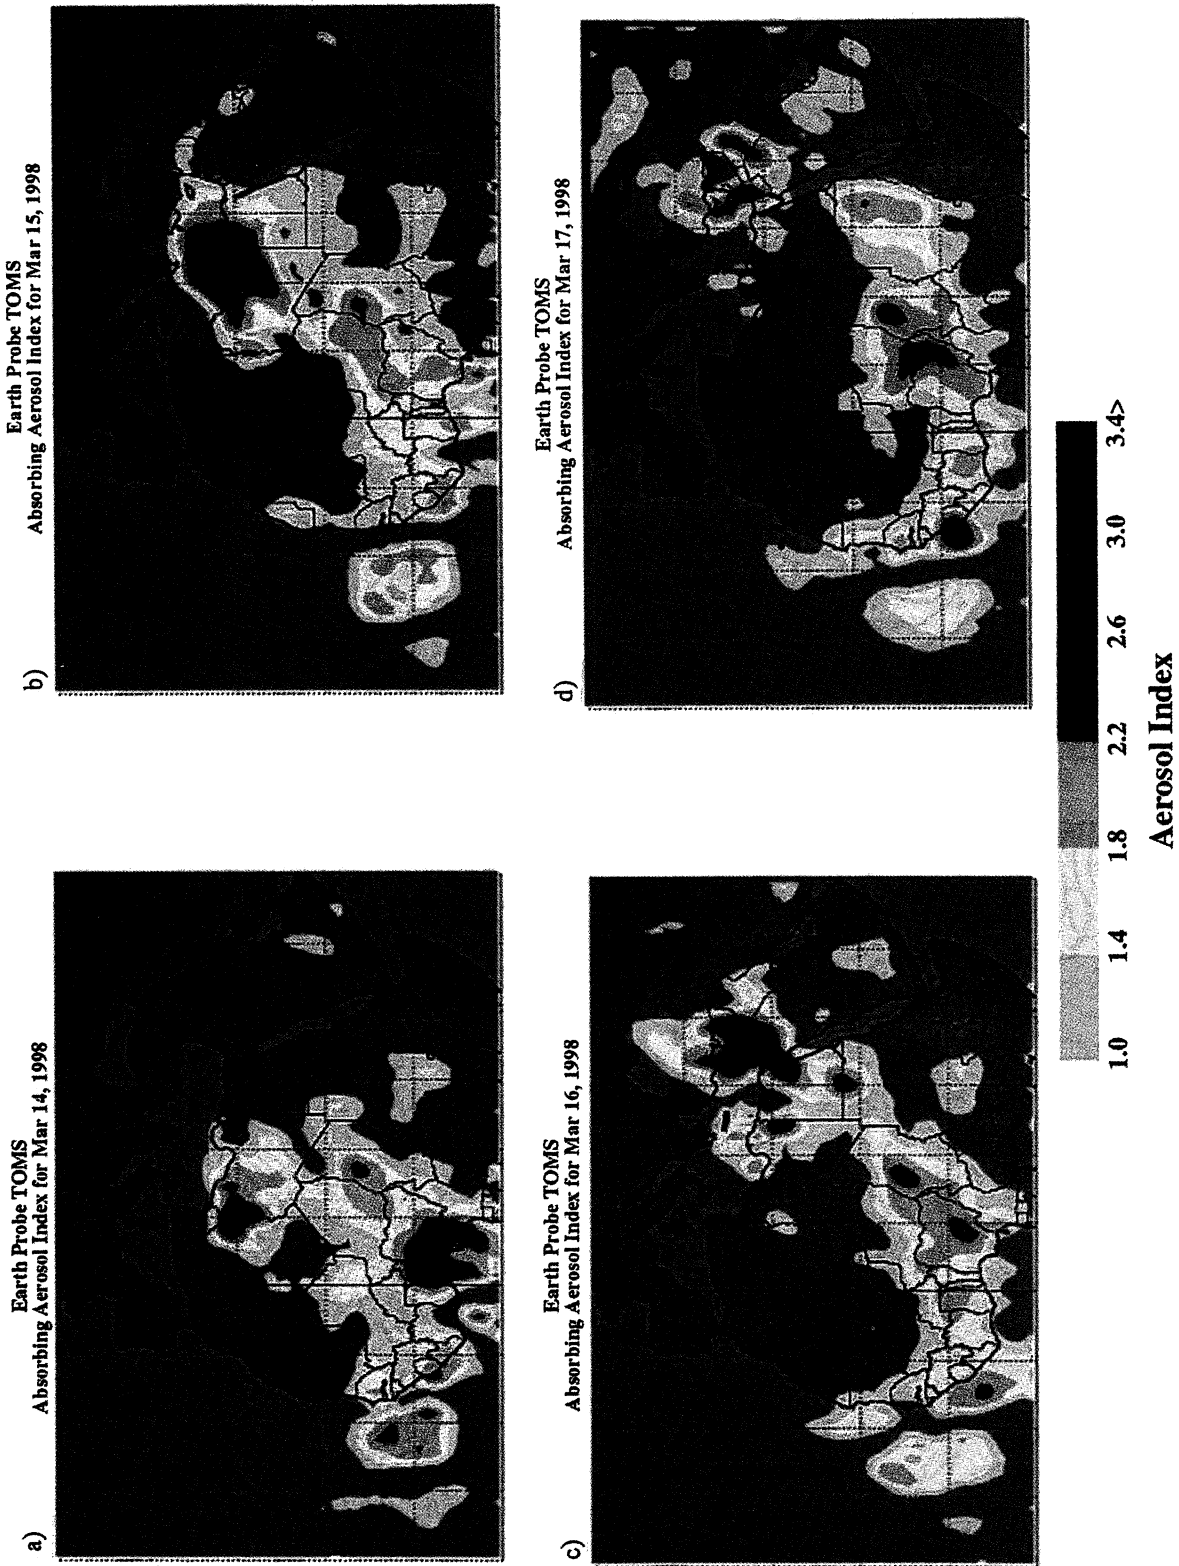 a)
Earth Probe TOMS
Absorbing Aerosol Index for Mar 14, 1998
b)
Earth Probe TOMS
Absorbing Aerosol Index for Mar 15, 1998
c)
Earth Probe TOMS
Absorbing Aerosol Index for Mar 16, 1998
d)
Earth Probe TOMS
Absorbing Aerosol Index for Mar 17, 1998
1.0 1.4 1.8 2.2 2.6 3.0 3.4>
Aerosol Index